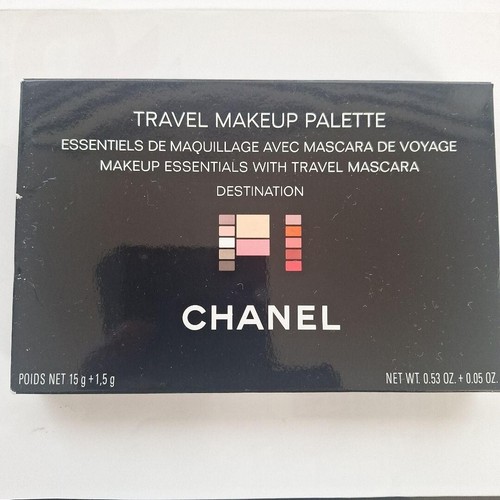 TRAVEL MAKEUP PALETTE
ESSENTIELS DE MAQUILLAGE AVEC MASCARA DE VOYAGE
MAKEUP ESSENTIALS WITH TRAVEL MASCARA
DESTINATION
CHANEL
POIDS NET 15 g + 1,5 g
NET WT. 0.53 OZ. + 0.05 OZ.